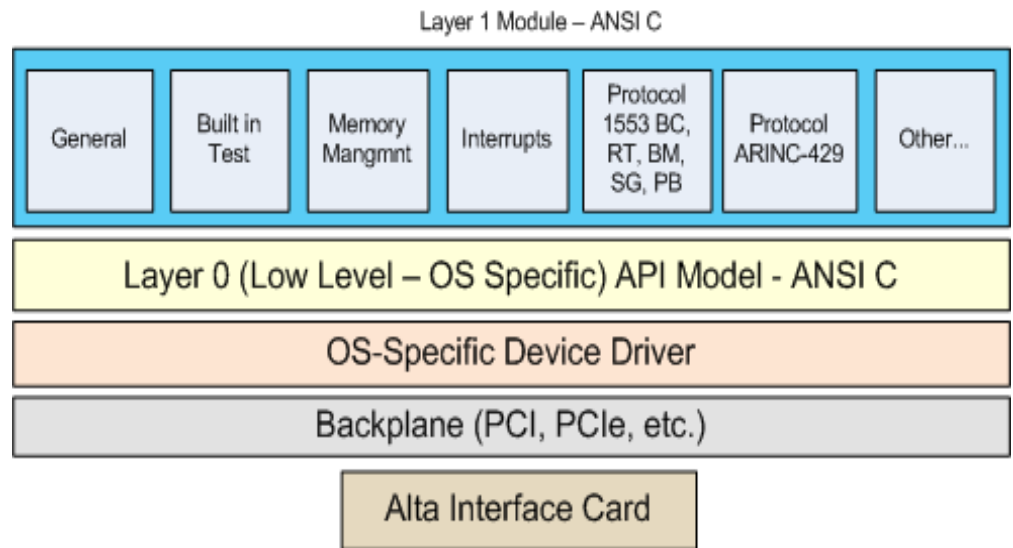 Layer 1 Module – ANSI C
General
Built in
Test
Memory
Mangmnt
Interrupts
Protocol
1553 BC,
RT, BM,
SG, PB
Protocol
ARINC-429
Other...
Layer 0 (Low Level – OS Specific) API Model - ANSI C
OS-Specific Device Driver
Backplane (PCI, PCIe, etc.)
Alta Interface Card